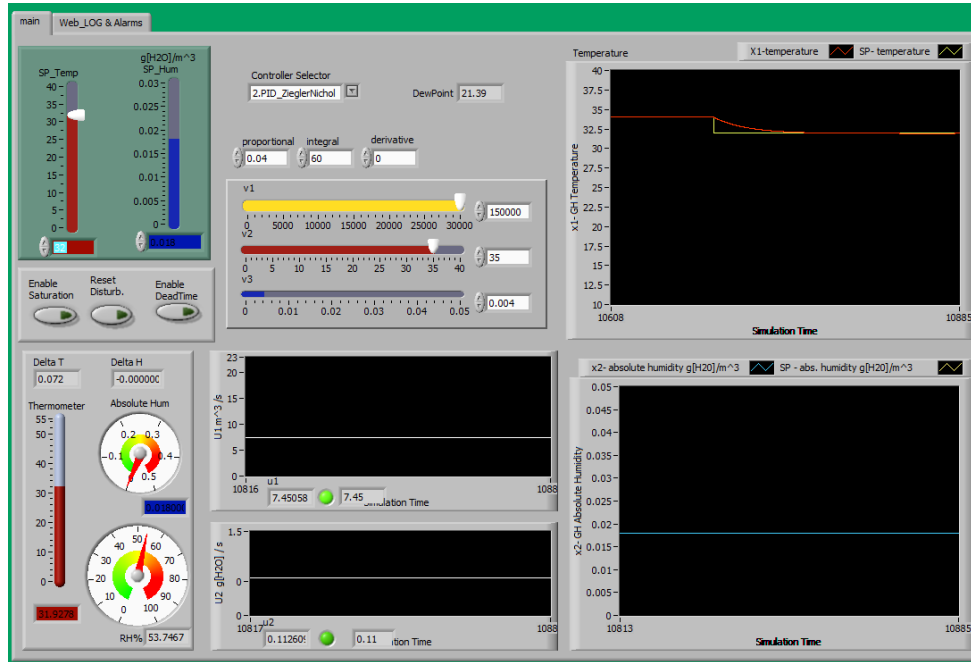 main
Web_LOG & Alarms
SP_Temp
40
35
30
25
20
15
10
5
0
32
g[H2O]/m^3
SP_Hum
0.03
0.025
0.02
0.015
0.01
0.005
0
0.018
Controller Selector
2.PID_ZieglerNichol
DewPoint 21.39
proportional integral derivative
0.04 60 0
v1
0 5000 10000 15000 20000 25000 30000
150000
v2
0 5 10 15 20 25 30 35 40
35
v3
0 0.01 0.02 0.03 0.04 0.05
0.004
Enable
Saturation
Reset
Disturb.
Enable
DeadTime
Temperature
X1-temperature SP- temperature
40
37.5
35
32.5
30
27.5
25
22.5
20
17.5
15
12.5
10
x1- GH Temperature
10608 10885
Simulation Time
Delta T
0.072
Delta H
-0.00000
Thermometer
55
50
40
30
20
10
0
31.9278
Absolute Hum
0 0.1 0.2 0.3 0.4 0.5
0.01800
0 10 20 30 40 50 60 70 80 90 100
RH% 53.7467
23
20
15
10
5
0
U1 m^3 /s
10816 1088
u1
7.45058 7.45
Simulation Time
1.5
0
0
U2 g[H2O] /s
10817 1088
u2
0.11260 0.11
ation Time
x2- absolute humidity g[H20]/m^3 SP - abs. humidity g[H20]/m^3
0.05
0.045
0.04
0.035
0.03
0.025
0.02
0.015
0.01
0.005
0
x2- GH Absolute Humidity
10813 10885
Simulation Time